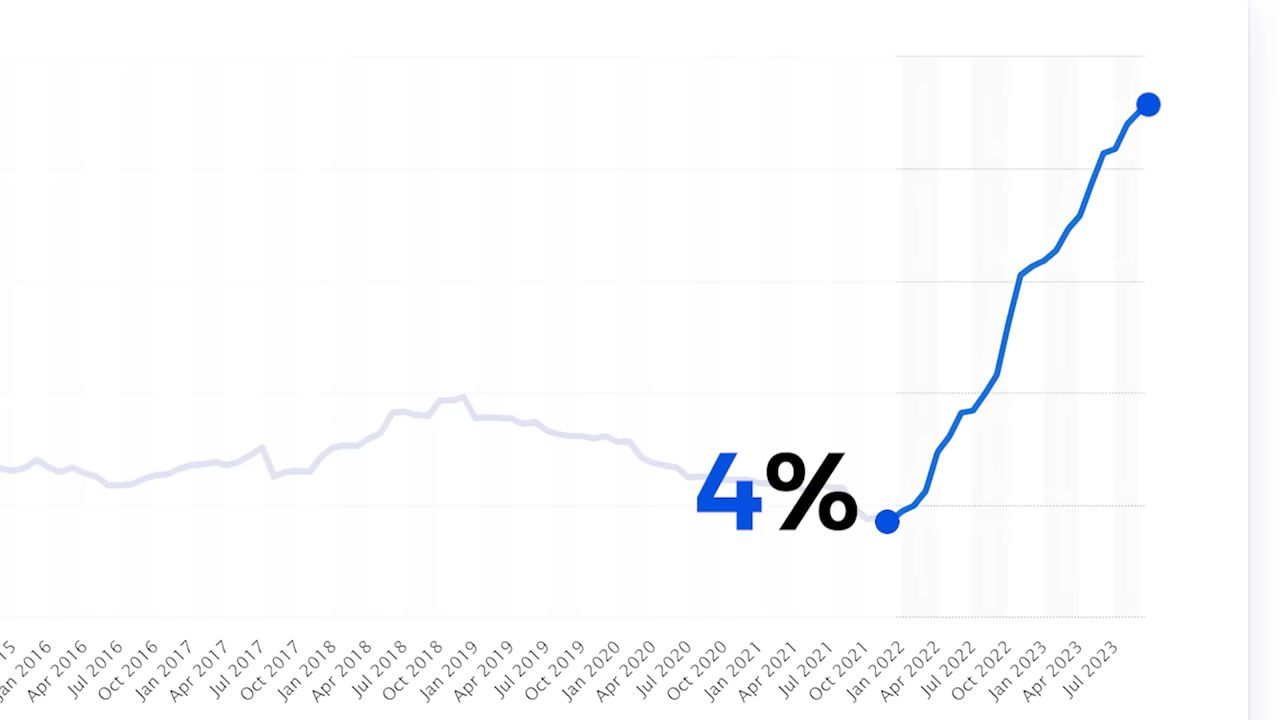 4%
15
Jan 2016
Apr 2016
Jul 2016
Oct 2016
Jan 2017
Apr 2017
Jul 2017
Oct 2017
Jan 2018
Apr 2018
Jul 2018
Oct 2018
Jan 2019
Apr 2019
Jul 2019
Oct 2019
Jan 2020
Apr 2020
Jul 2020
Oct 2020
Jan 2021
Apr 2021
Jul 2021
Oct 2021
Jan 2022
Apr 2022
Jul 2022
Oct 2022
Jan 2023
Apr 2023
Jul 2023